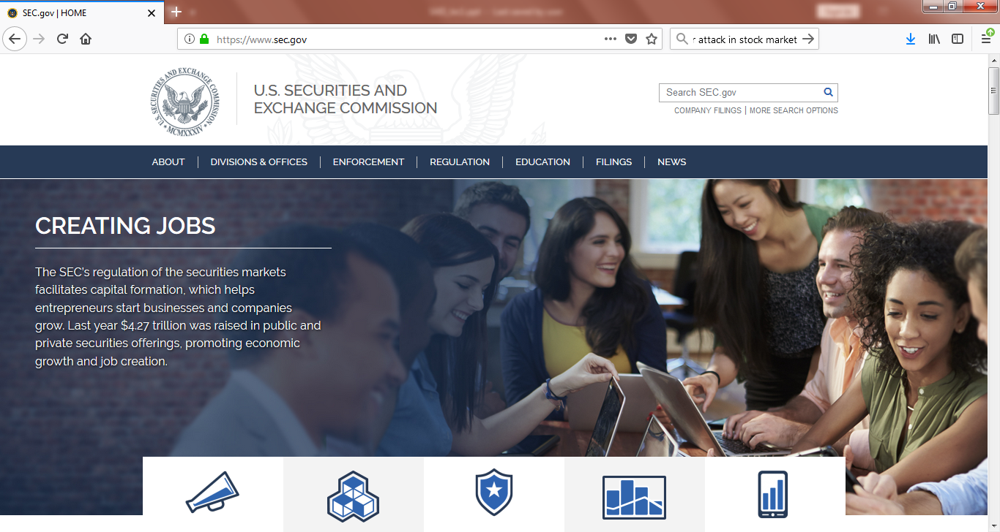 SEC.gov | HOME
https://www.sec.gov
r attack in stock market
SECURITIES AND EXCHANGE COMMISSION
U.S.
MCMXXXIV
U.S. SECURITIES AND
EXCHANGE COMMISSION
Search SEC.gov
COMPANY FILINGS | MORE SEARCH OPTIONS
ABOUT | DIVISIONS & OFFICES | ENFORCEMENT | REGULATION | EDUCATION | FILINGS | NEWS
CREATING JOBS
The SEC's regulation of the securities markets
facilitates capital formation, which helps
entrepreneurs start businesses and companies
grow. Last year $4.27 trillion was raised in public and
private securities offerings, promoting economic
growth and job creation.